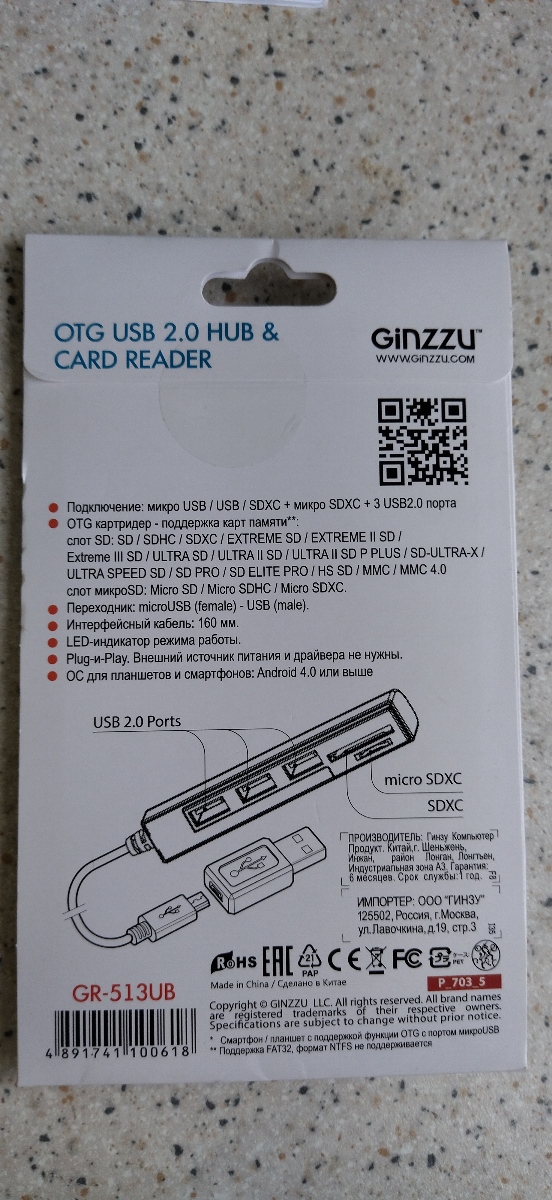 OTG USB 2.0 HUB &
CARD READER
GiNZZU™
WWW.GiNZZU.COM
Подключение: микро USB / USB / SDXC + микро SDXC + 3 USB2.0 порта
OTG картридер - поддержка карт памяти**:
слот SD: SD / SDHC / SDXC / EXTREME SD / EXTREME II SD /
Extreme III SD / ULTRA SD / ULTRA II SD / ULTRA II SD P PLUS / SD-ULTRA-X /
ULTRA SPEED SD / SD PRO / SD ELITE PRO / HS SD / MMC / MMC 4.0
слот микроSD: Micro SD / Micro SDHC / Micro SDXC.
Переходник: microUSB (female) - USB (male).
Интерфейсный кабель: 160 мм.
LED-индикатор режима работы.
Plug-и-Play. Внешний источник питания и драйвера не нужны.
ОС для планшетов и смартфонов: Android 4.0 или выше
USB 2.0 Ports
micro SDXC
SDXC
ПРОИЗВОДИТЕЛЬ: Гинзу Компьютер
Продукт. Китай,г. Шеньжень,
Инкан, район Лонган, Лонгтьен,
Индустриальная зона А3. Гарантия:
6 месяцев. Срок службы:1 год.
ИМПОРТЕР: ООО "ГИНЗУ"
125502, Россия, г.Москва,
ул.Лавочкина, д.19, стр.3
RoHS EAC 21 PAP CE FC PET
Made in China / Сделано в Китае
P_703_5
GR-513UB
Copyright © GINZZU, LLC. All rights reserved. All brand names
are registered trademarks of their respective owners.
Specifications are subject to change without prior notice.
* Смартфон / планшет с поддержкой функции OTG с портом микроUSB
** Поддержка FAT32, формат NTFS не поддерживается
4 891741 100618